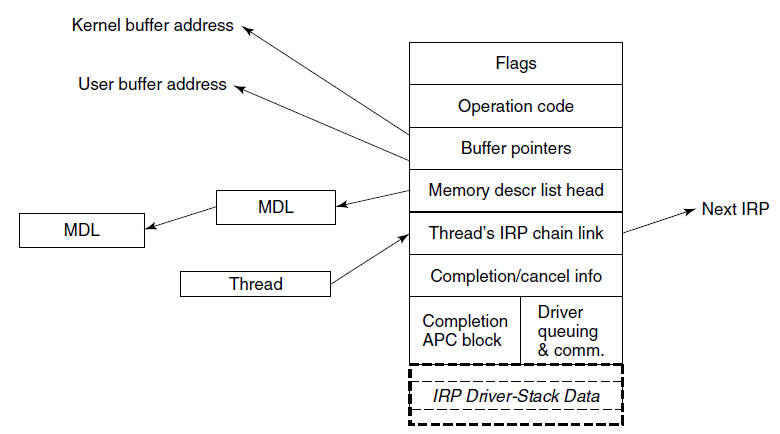 Kernel buffer address
User buffer address
Flags
Operation code
Buffer pointers
Memory descr list head
MDL
MDL
Thread’s IRP chain link
Next IRP
Thread
Completion/cancel info
Completion
APC block
Driver
queuing
& comm.
IRP Driver-Stack Data